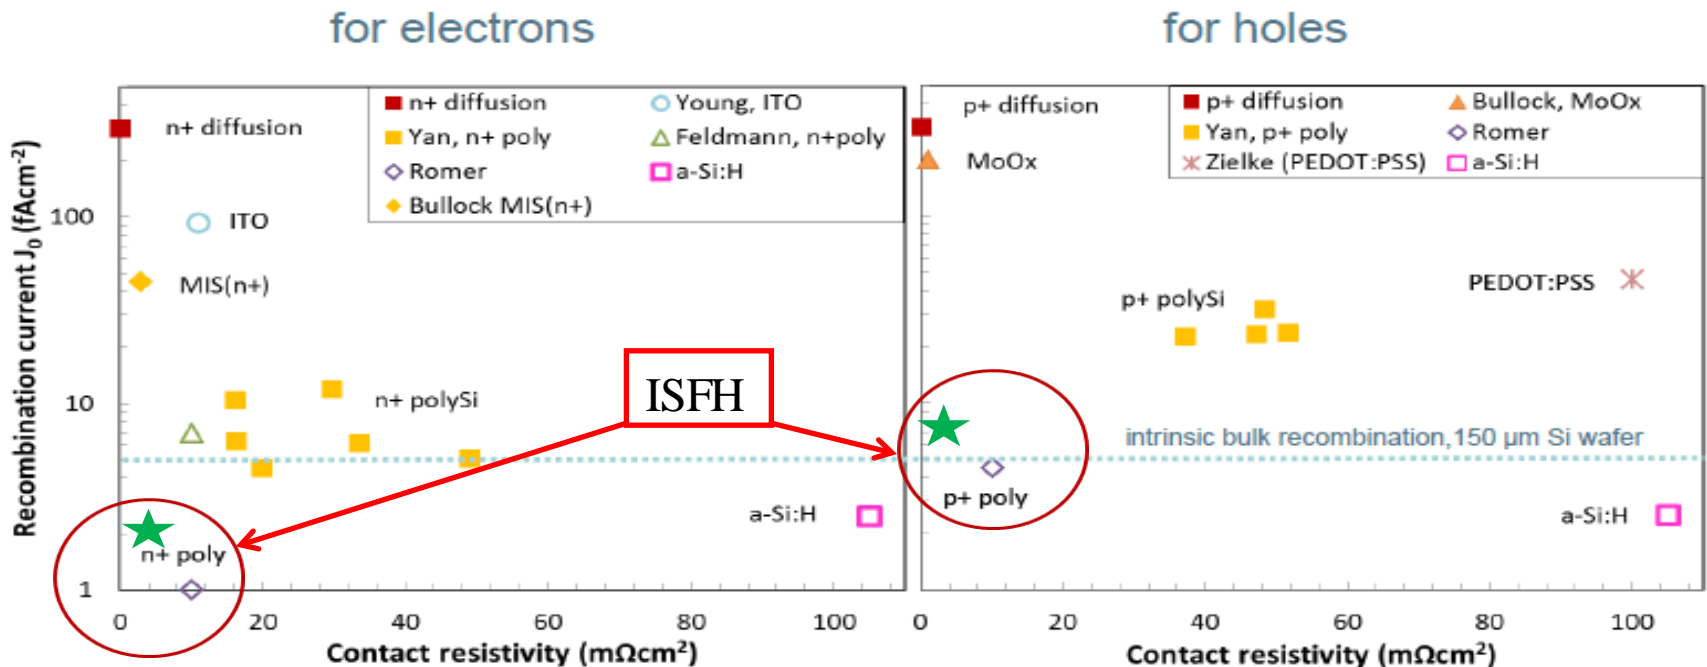 for electrons
for holes
n+ diffusion
n+ diffusion
Young, ITO
Yan, n+ poly
Feldmann, n+poly
Romer
a-Si:H
Bullock MIS(n+)
ITO
MIS(n+)
n+ polySi
a-Si:H
n+ poly
100
10
1
0
20
40
60
80
100
Recombination current J₀ (fAcm⁻²)
Contact resistivity (mΩcm²)
ISFH
p+ diffusion
p+ diffusion
Bullock, MoOx
Yan, p+ poly
Romer
Zielke (PEDOT:PSS)
a-Si:H
MoOx
p+ polySi
PEDOT:PSS
intrinsic bulk recombination,150 µm Si wafer
p+ poly
a-Si:H
0
20
40
60
80
100
Contact resistivity (mΩcm²)